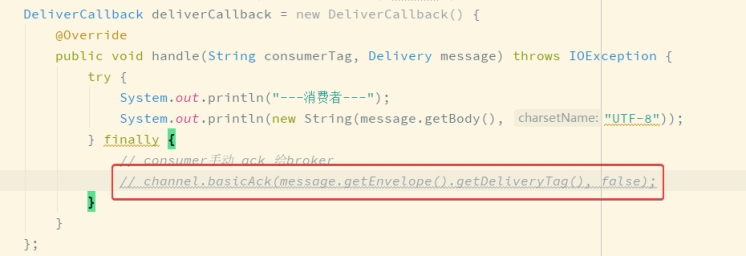 DeliverCallback deliverCallback = new DeliverCallback() {
@Override
public void handle(String consumerTag, Delivery message) throws IOException {
try {
System.out.println("---消费者---");
System.out.println(new String(message.getBody(), charsetName: "UTF-8"));
} finally {
// consumer手动 ack 给broker
// channel.basicAck(message.getEnvelope().getDeliveryTag(), false);
}
}
};